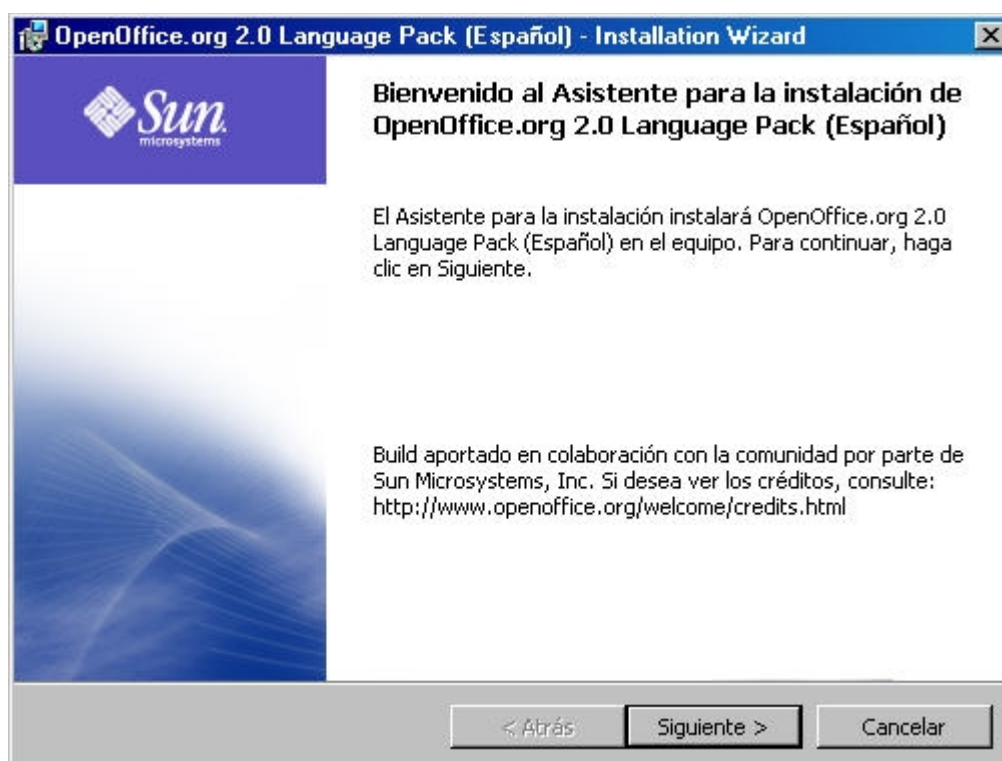 OpenOffice.org 2.0 Language Pack (Español) - Installation Wizard
Sun
microsystems
Bienvenido al Asistente para la instalación de
OpenOffice.org 2.0 Language Pack (Español)
El Asistente para la instalación instalará OpenOffice.org 2.0
Language Pack (Español) en el equipo. Para continuar, haga
clic en Siguiente.
Build aportado en colaboración con la comunidad por parte de
Sun Microsystems, Inc. Si desea ver los créditos, consulte:
http://www.openoffice.org/welcome/credits.html
< Atrás
Siguiente >
Cancelar